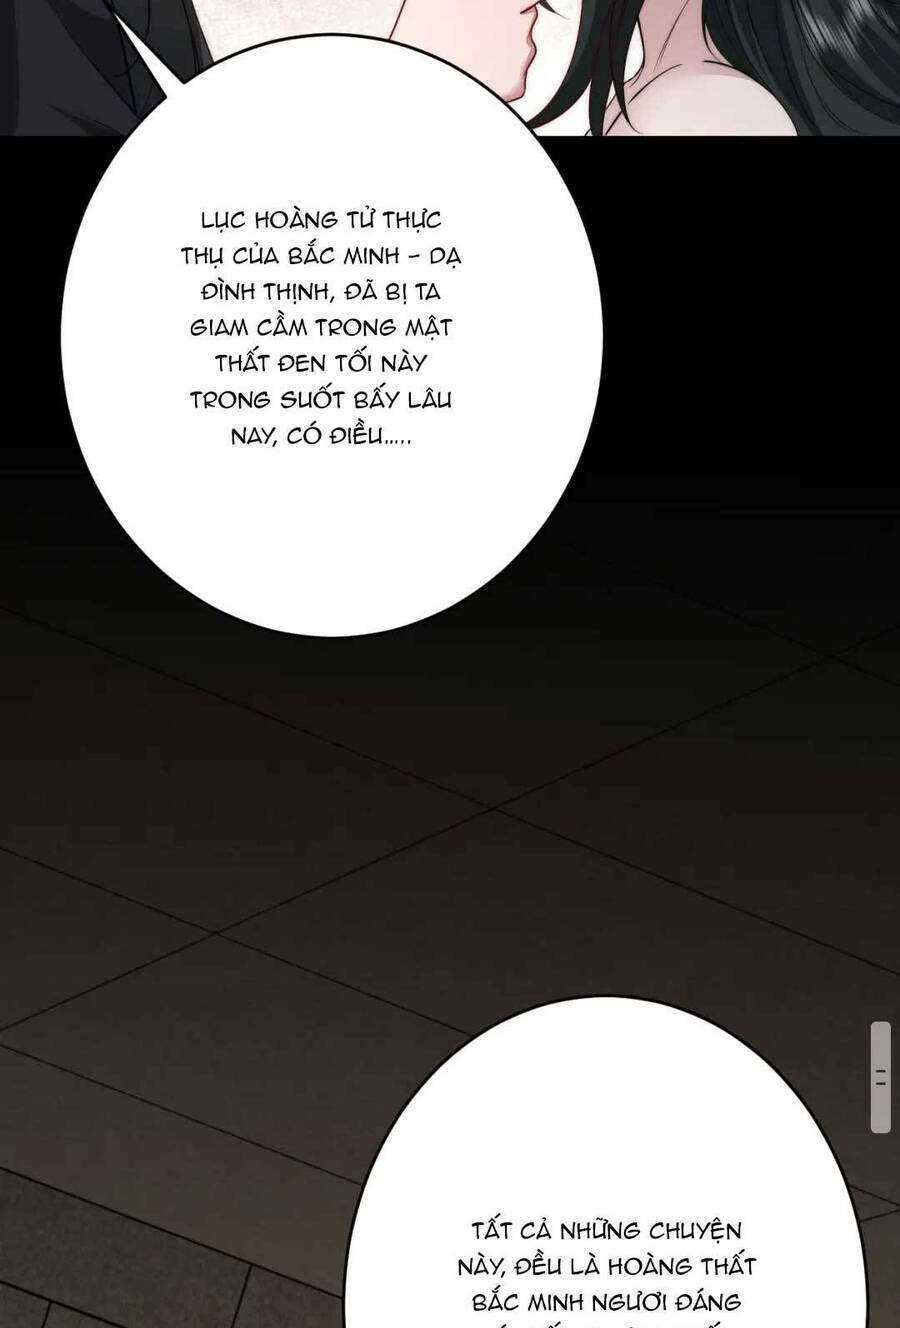 LỤC HOÀNG TỬ THỰC
THỤ CỦA BẮC MINH - DẠ
ĐÌNH THỊNH, ĐÃ BỊ TA
GIAM CẦM TRONG MẬT
THẤT ĐEN TỐI NÀY
TRONG SUỐT BẤY LÂU
NAY, CÓ ĐIỀU.....
TẤT CẢ NHỮNG CHUYỆN
NÀY, ĐỀU LÀ HOÀNG THẤT
BẮC MINH NGƯƠI ĐÁNG